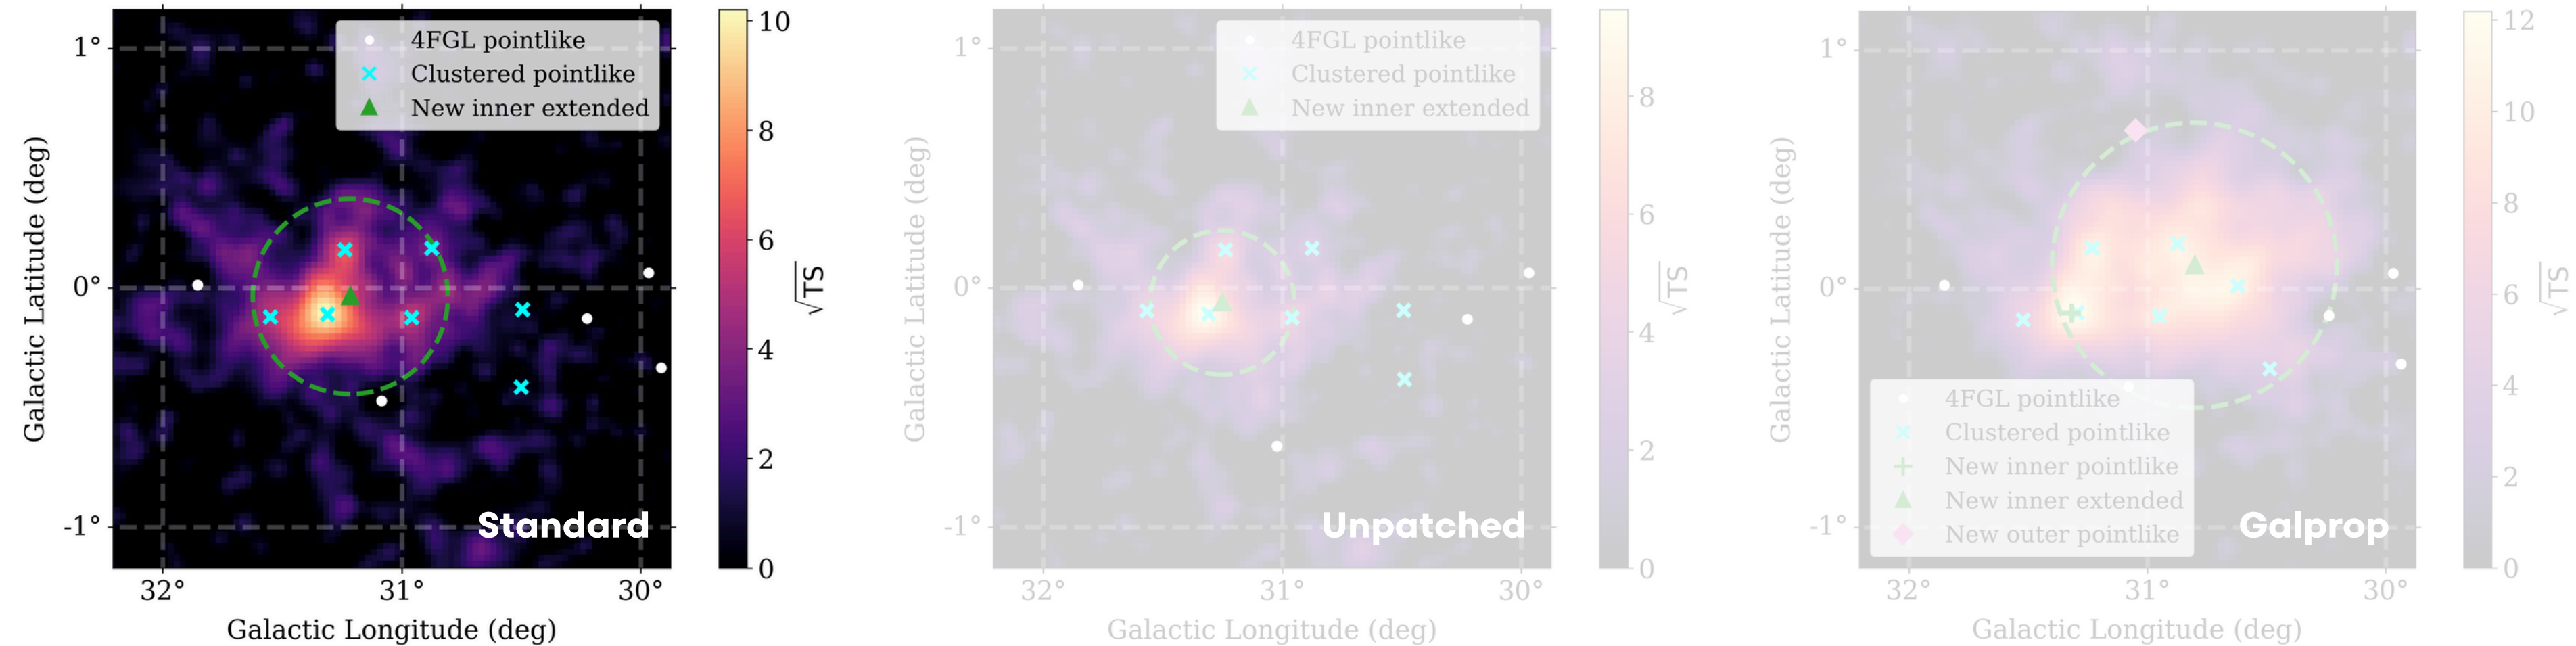 4FGL pointlike
Clustered pointlike
New inner extended
Standard
1°
0°
-1°
32°
31°
30°
Galactic Latitude (deg)
Galactic Longitude (deg)
10
8
6
4
2
0
√TS
4FGL pointlike
Clustered pointlike
New inner extended
Unpatched
1°
0°
-1°
32°
31°
30°
Galactic Latitude (deg)
Galactic Longitude (deg)
8
6
4
2
0
√TS
4FGL pointlike
Clustered pointlike
New inner pointlike
New inner extended
New outer pointlike
Galprop
1°
0°
-1°
32°
31°
30°
Galactic Latitude (deg)
Galactic Longitude (deg)
12
10
8
6
4
2
0
√TS